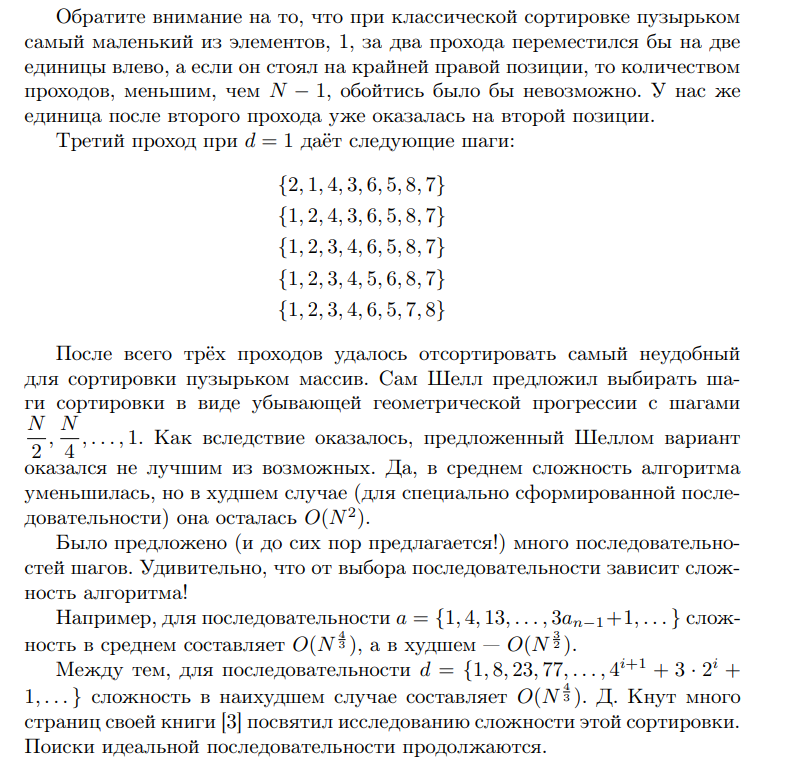 Обратите внимание на то, что при классической сортировке пузырьком
самый маленький из элементов, 1, за два прохода переместился бы на две
единицы влево, а если он стоял на крайней правой позиции, то количеством
проходов, меньшим, чем N − 1, обойтись было бы невозможно. У нас же
единица после второго прохода уже оказалась на второй позиции.
Третий проход при d = 1 даёт следующие шаги:
{2, 1, 4, 3, 6, 5, 8, 7}
{1, 2, 4, 3, 6, 5, 8, 7}
{1, 2, 3, 4, 6, 5, 8, 7}
{1, 2, 3, 4, 5, 6, 8, 7}
{1, 2, 3, 4, 6, 5, 7, 8}
После всего трёх проходов удалось отсортировать самый неудобный
для сортировки пузырьком массив. Сам Шелл предложил выбирать ша-
ги сортировки в виде убывающей геометрической прогрессии с шагами
N/2, N/4, . . . , 1. Как вследствие оказалось, предложенный Шеллом вариант
оказался не лучшим из возможных. Да, в среднем сложность алгоритма
уменьшилась, но в худшем случае (для специально сформированной после-
довательности) она осталась O(N²).
Было предложено (и до сих пор предлагается!) много последовательно-
стей шагов. Удивительно, что от выбора последовательности зависит слож-
ность алгоритма!
Например, для последовательности a = {1, 4, 13, . . . , 3aₙ₋₁+1, . . . } слож-
ность в среднем составляет O(N^(4/3)), а в худшем — O(N^(3/2)).
Между тем, для последовательности d = {1, 8, 23, 77, . . . , 4^(i+1) + 3 · 2^i +
1, . . . } сложность в наихудшем случае составляет O(N^(4/3)). Д. Кнут много
страниц своей книги [3] посвятил исследованию сложности этой сортировки.
Поиски идеальной последовательности продолжаются.